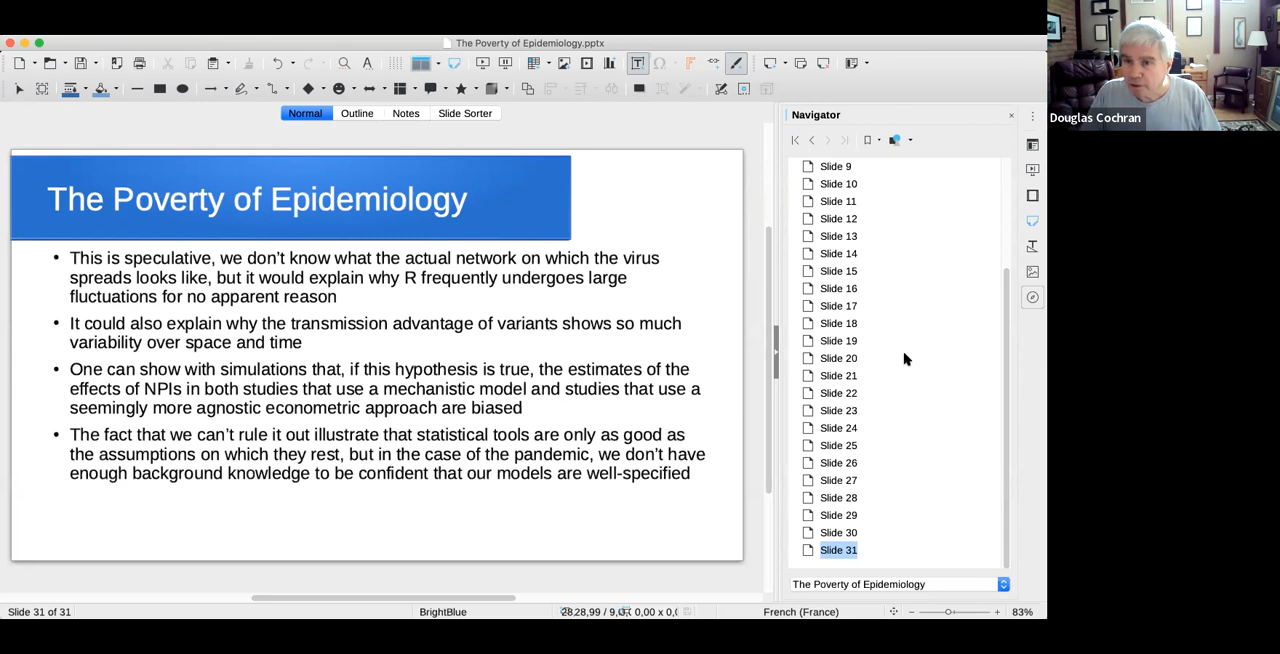 The Poverty of Epidemiology.pptx
Normal
Outline
Notes
Slide Sorter
The Poverty of Epidemiology
• This is speculative, we don't know what the actual network on which the virus
spreads looks like, but it would explain why R frequently undergoes large
fluctuations for no apparent reason
• It could also explain why the transmission advantage of variants shows so much
variability over space and time
• One can show with simulations that, if this hypothesis is true, the estimates of the
effects of NPIs in both studies that use a mechanistic model and studies that use a
seemingly more agnostic econometric approach are biased
• The fact that we can't rule it out illustrate that statistical tools are only as good as
the assumptions on which they rest, but in the case of the pandemic, we don't have
enough background knowledge to be confident that our models are well-specified
Navigator
Slide 9
Slide 10
Slide 11
Slide 12
Slide 13
Slide 14
Slide 15
Slide 16
Slide 17
Slide 18
Slide 19
Slide 20
Slide 21
Slide 22
Slide 23
Slide 24
Slide 25
Slide 26
Slide 27
Slide 28
Slide 29
Slide 30
Slide 31
The Poverty of Epidemiology
Slide 31 of 31
BrightBlue
0,00 x 0,0
French (France)
83%
Douglas Cochran